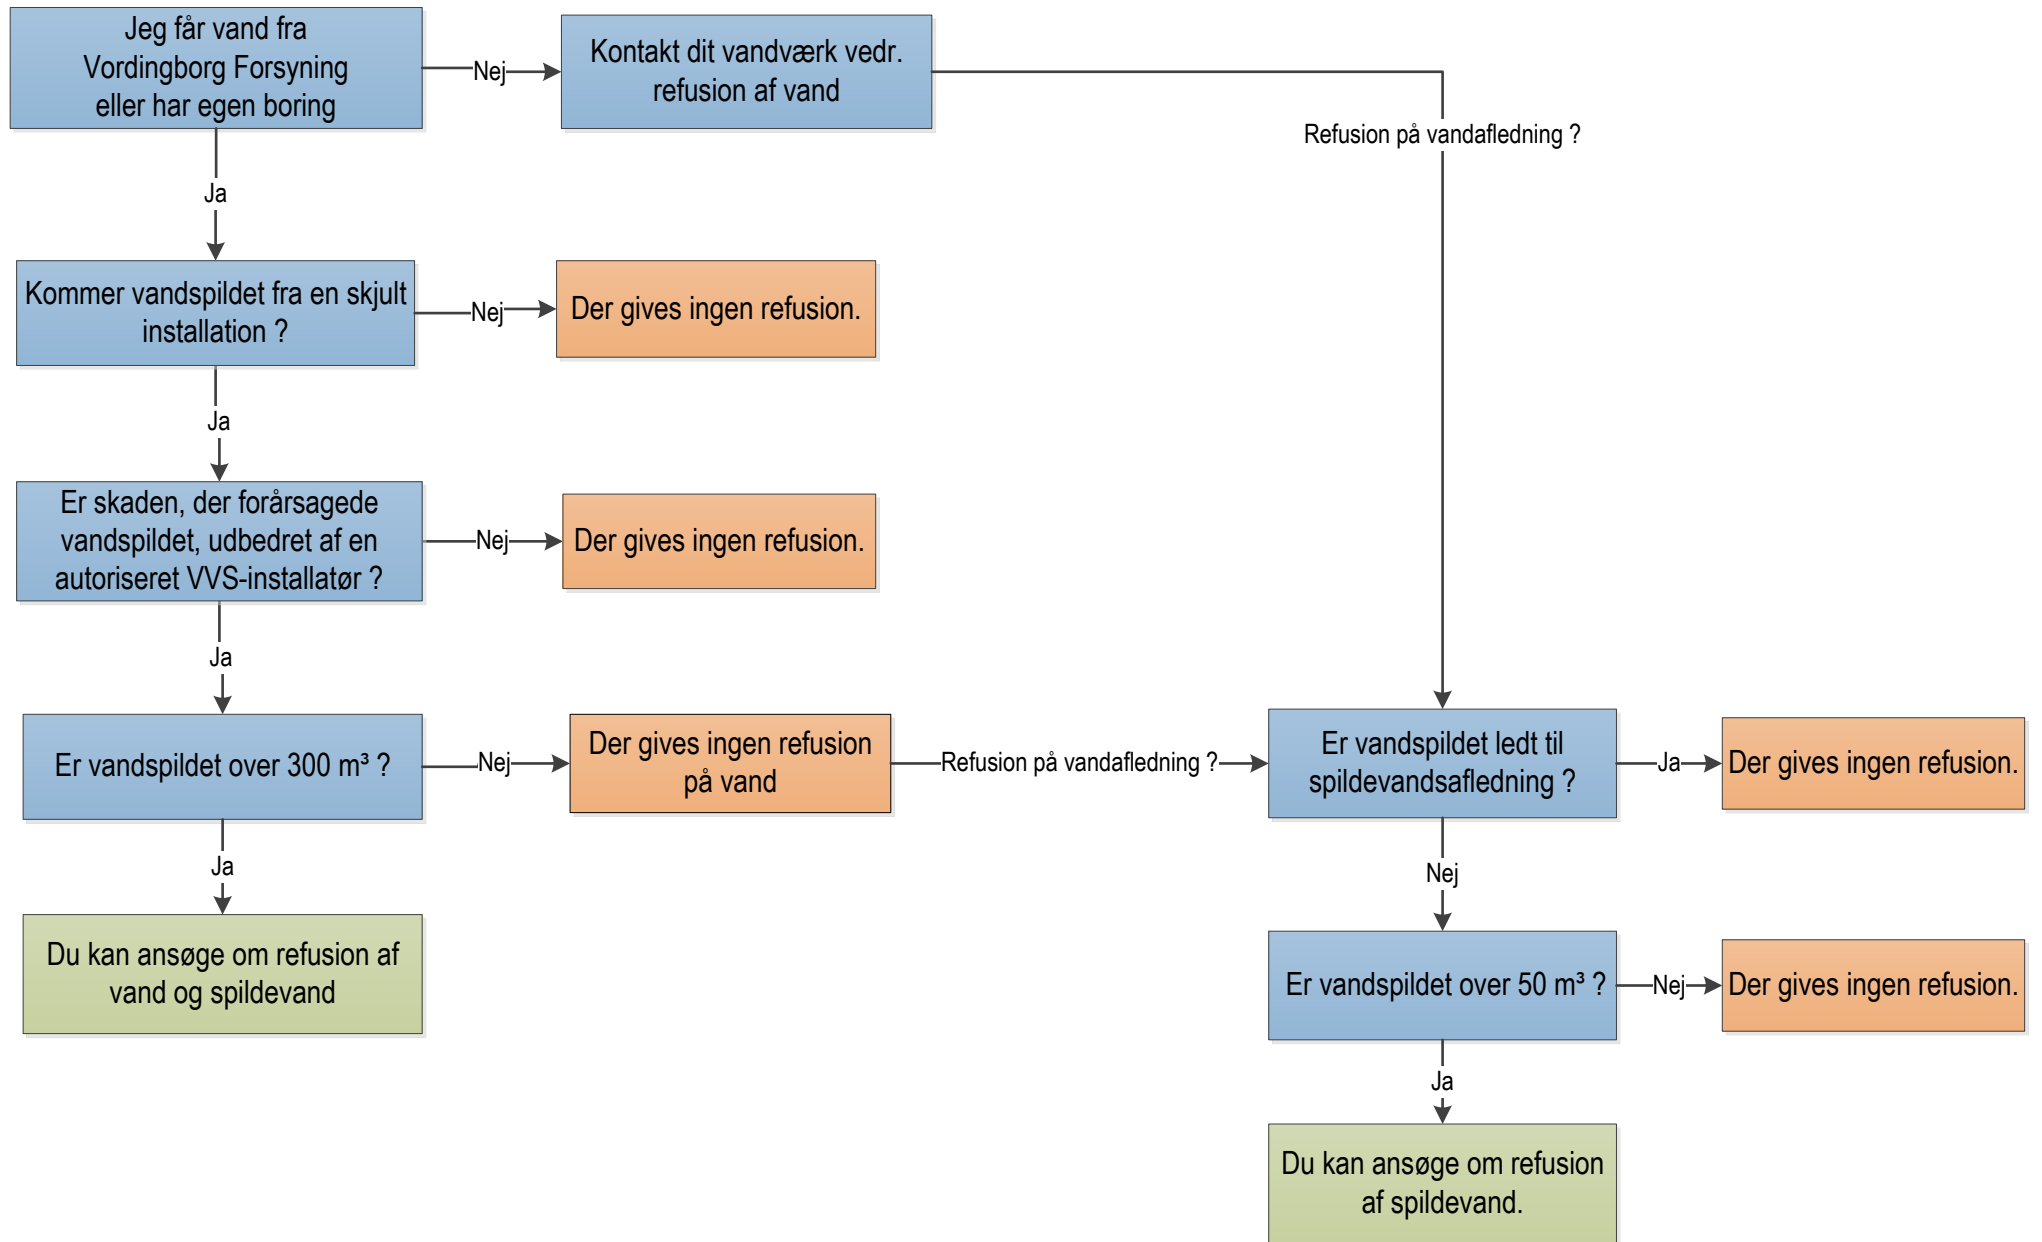 Jeg får vand fra
Vordingborg Forsyning
eller har egen boring
Nej
Kontakt dit vandværk vedr.
refusion af vand
Refusion på vandafledning ?
Ja
Kommer vandspildet fra en skjult
installation ?
Nej
Der gives ingen refusion.
Ja
Er skaden, der forårsagede
vandspildet, udbedret af en
autoriseret VVS-installatør ?
Nej
Der gives ingen refusion.
Ja
Er vandspildet over 300 m³ ?
Nej
Der gives ingen refusion
på vand
Refusion på vandafledning ?
Er vandspildet ledt til
spildevandsafledning ?
Ja
Der gives ingen refusion.
Ja
Du kan ansøge om refusion af
vand og spildevand
Nej
Er vandspildet over 50 m³ ?
Nej
Der gives ingen refusion.
Ja
Du kan ansøge om refusion
af spildevand.